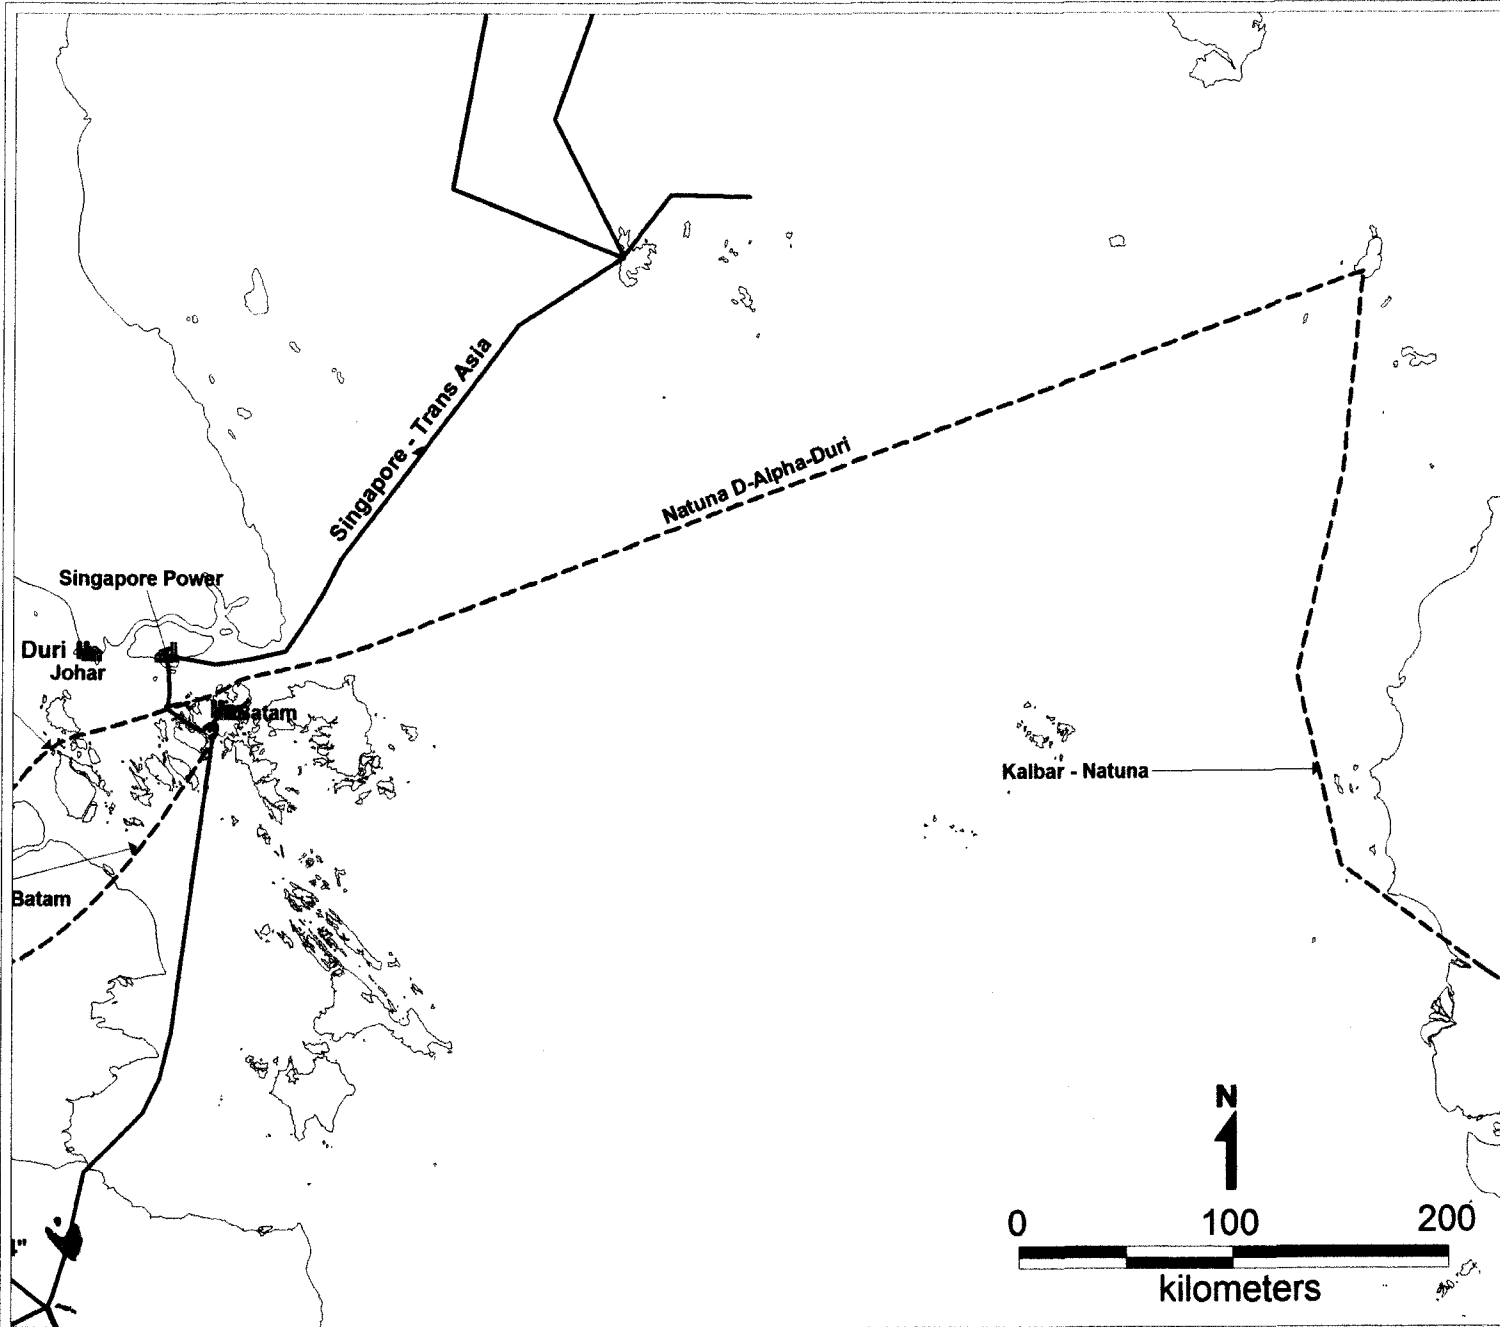 Singapore - Trans Asia
Natuna D-Alpha-Duri
Singapore Power
Duri
Johar
Batam
Kalbar - Natuna
Batam
N
0 100 200
kilometers